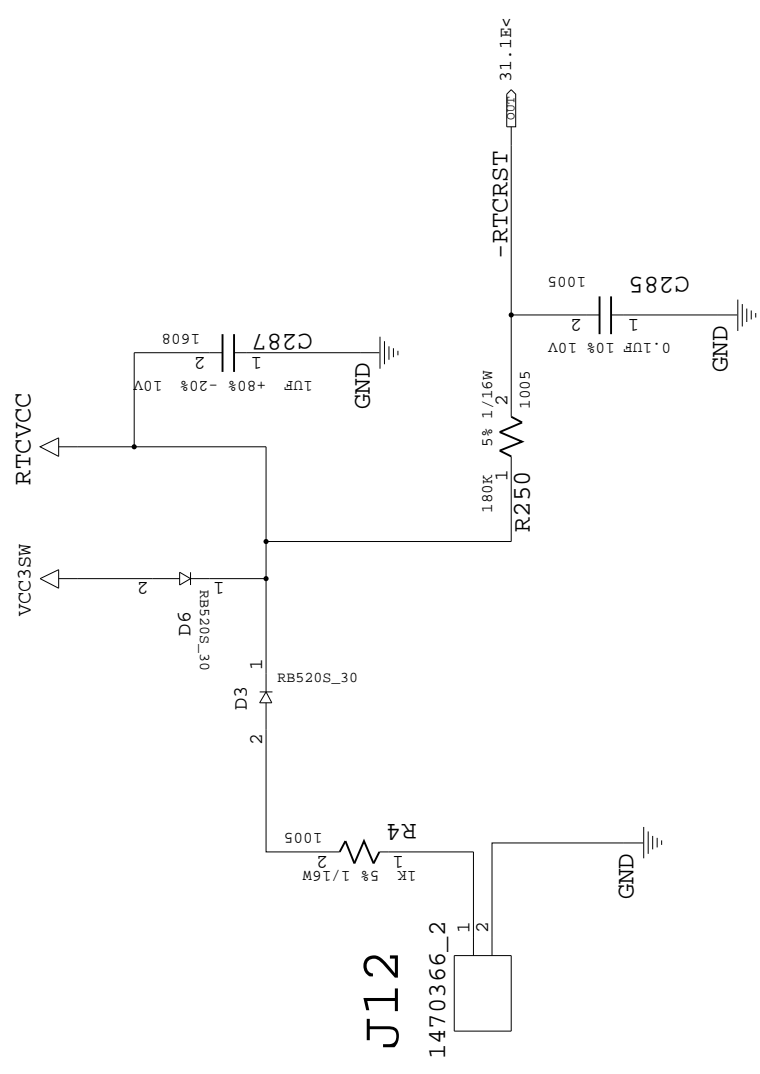 31.1E<
OUT
-RTCRST
1005
C285
2
1
0.1UF 10% 10V
GND
1608
C287
2
1
1UF +80% -20% 10V
GND
RTCVCC
5% 1/16W
2
1005
180K
1
R250
VCC3SW
2
1
D6
RB520S_30
1
RB520S_30
D3
2
1005
R4
2
1
1K 5% 1/16W
GND
1
2
J12
1470366_2